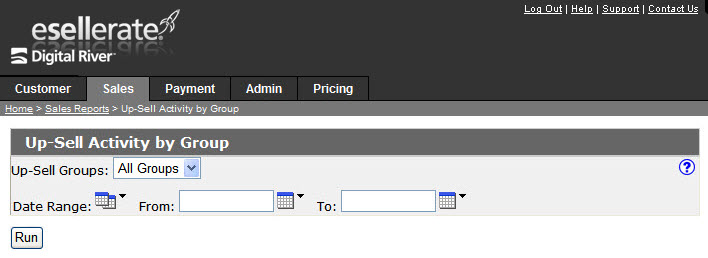 Log Out | Help | Support | Contact Us
esellerate.
Digital River
Customer Sales Payment Admin Pricing
Home > Sales Reports > Up-Sell Activity by Group
Up-Sell Activity by Group
Up-Sell Groups: All Groups ?
Date Range: From: To:
Run